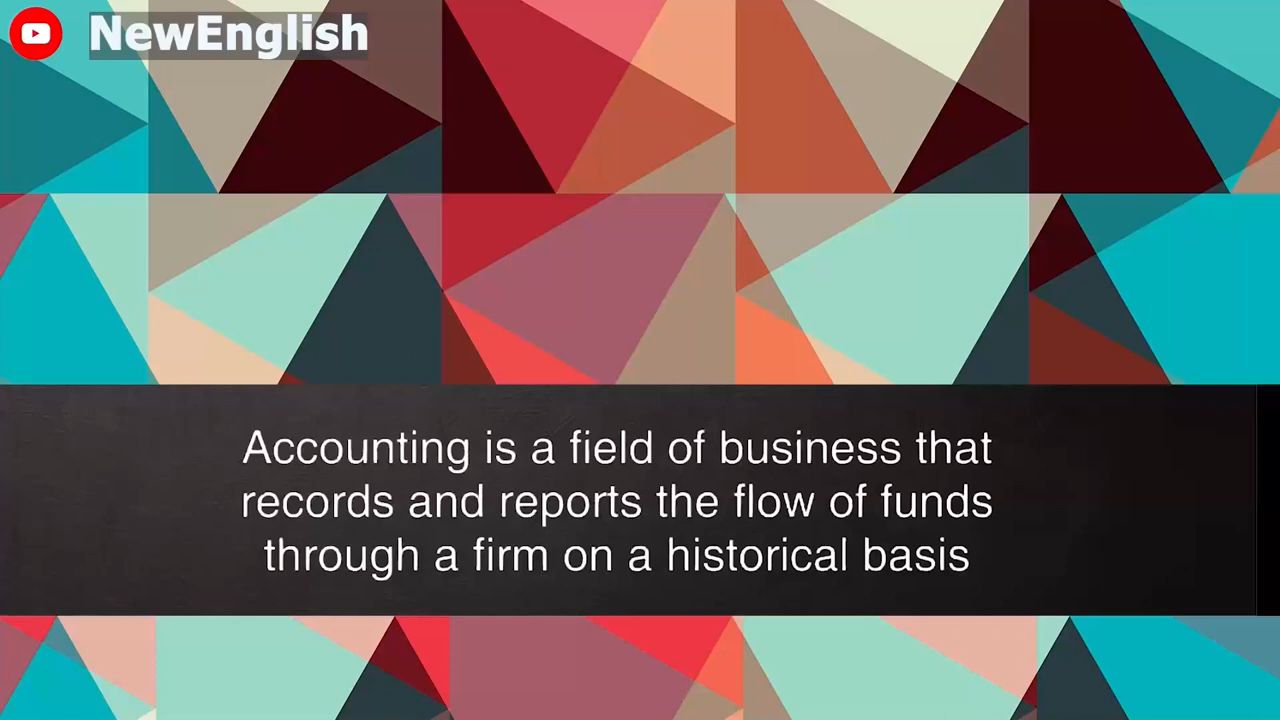 NewEnglish
Accounting is a field of business that
records and reports the flow of funds
through a firm on a historical basis